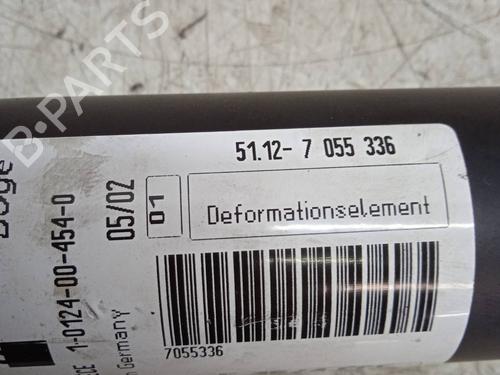 B-PARTS
Boge
51.12- 7 055 336
Deformationselement
01
05/02
1-0124-00-454-0
Germany
7055336